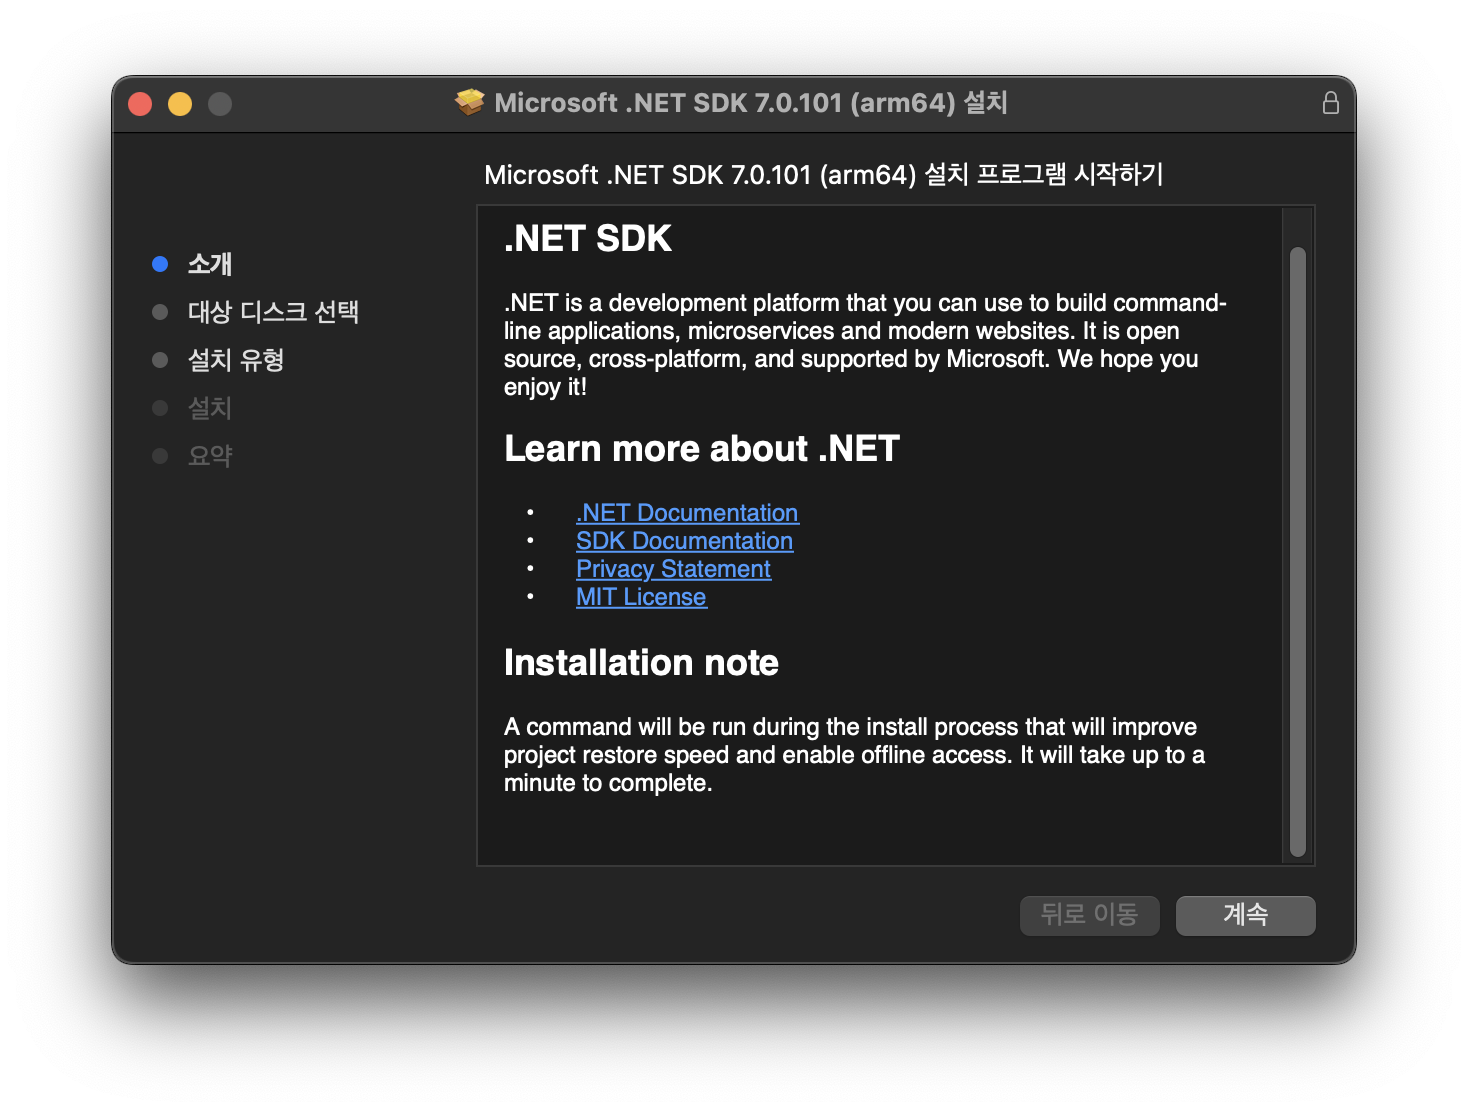 Microsoft .NET SDK 7.0.101 (arm64) 설치
Microsoft .NET SDK 7.0.101 (arm64) 설치 프로그램 시작하기
소개
대상 디스크 선택
설치 유형
설치
요약
.NET SDK
.NET is a development platform that you can use to build command-
line applications, microservices and modern websites. It is open
source, cross-platform, and supported by Microsoft. We hope you
enjoy it!
Learn more about .NET
• .NET Documentation
• SDK Documentation
• Privacy Statement
• MIT License
Installation note
A command will be run during the install process that will improve
project restore speed and enable offline access. It will take up to a
minute to complete.
뒤로 이동
계속